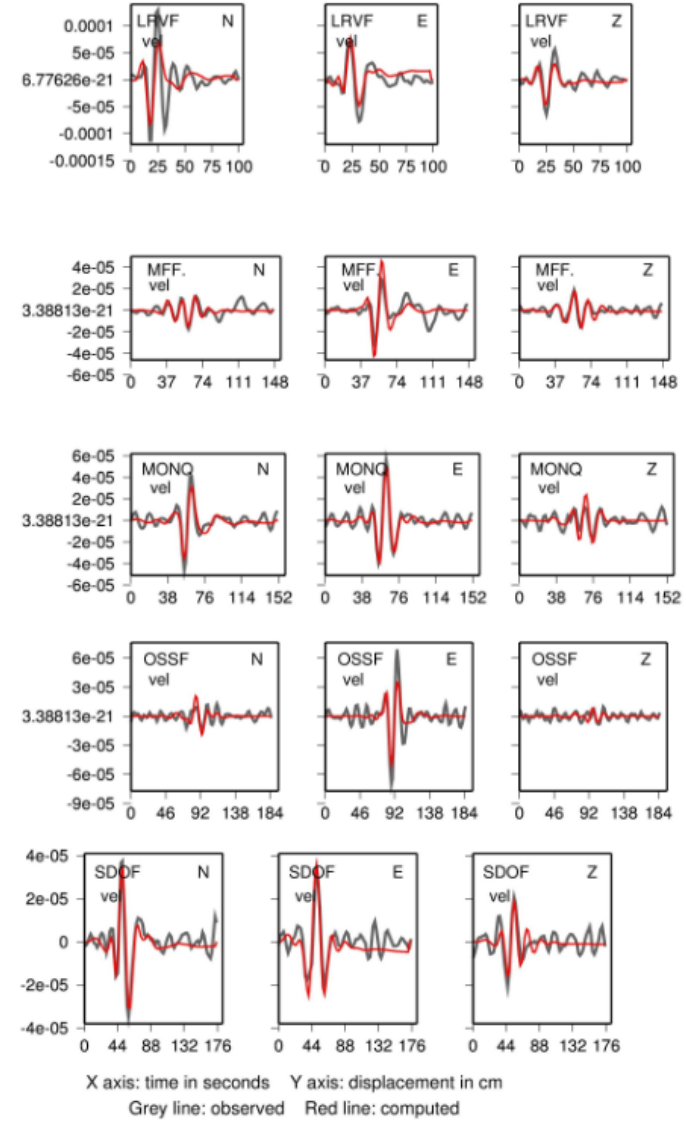 LRVF N LRVF E LRVF Z
vel vel vel
0.0001
5e-05
6.77626e-21
-5e-05
-0.0001
-0.00015
0 25 50 75 100 0 25 50 75 100 0 25 50 75 100
MFF. N MFF. E MFF. Z
vel vel vel
4e-05
2e-05
3.38813e-21
-2e-05
-4e-05
-6e-05
0 37 74 111 148 0 37 74 111 148 0 37 74 111 148
6e-05
MONQ N MONQ E MONQ Z
4e-05
vel vel vel
2e-05
3.38813e-21
-2e-05
-4e-05
-6e-05
0 38 76 114 152 0 38 76 114 152 0 38 76 114 152
OSSF N OSSF E OSSF Z
6e-05
vel vel vel
3e-05
3.38813e-21
-3e-05
-6e-05
-9e-05
0 46 92 138 184 0 46 92 138 184 0 46 92 138 184
4e-05
SDOF N SDOF E SDOF Z
vel vel vel
2e-05
0
-2e-05
-4e-05
0 44 88 132 176 0 44 88 132 176 0 44 88 132 176
X axis: time in seconds Y axis: displacement in cm
Grey line: observed Red line: computed